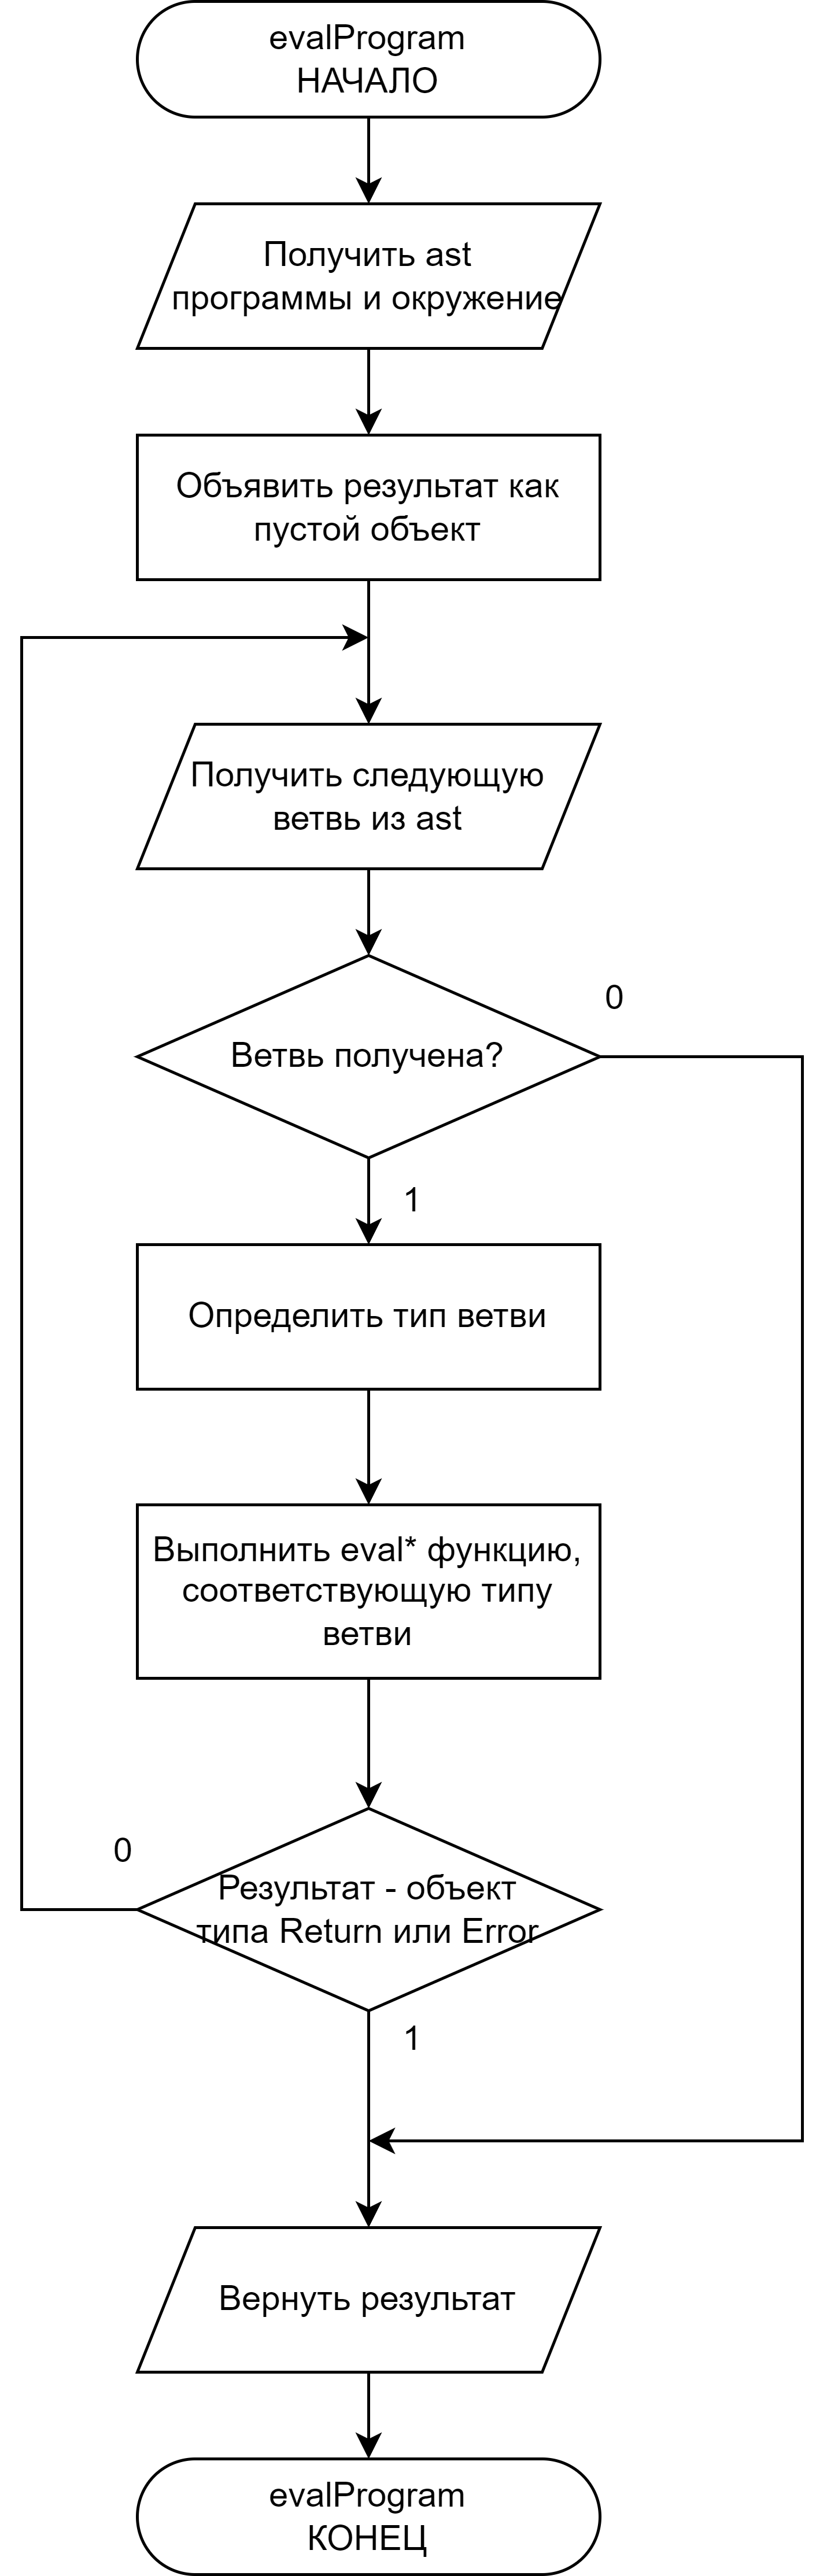 evalProgram
НАЧАЛО
Получить ast
программы и окружение
Объявить результат как
пустой объект
Получить следующую
ветвь из ast
0
Ветвь получена?
1
Определить тип ветви
Выполнить eval* функцию,
соответствующую типу
ветви
0
Результат - объект
типа Return или Error
1
Вернуть результат
evalProgram
КОНЕЦ